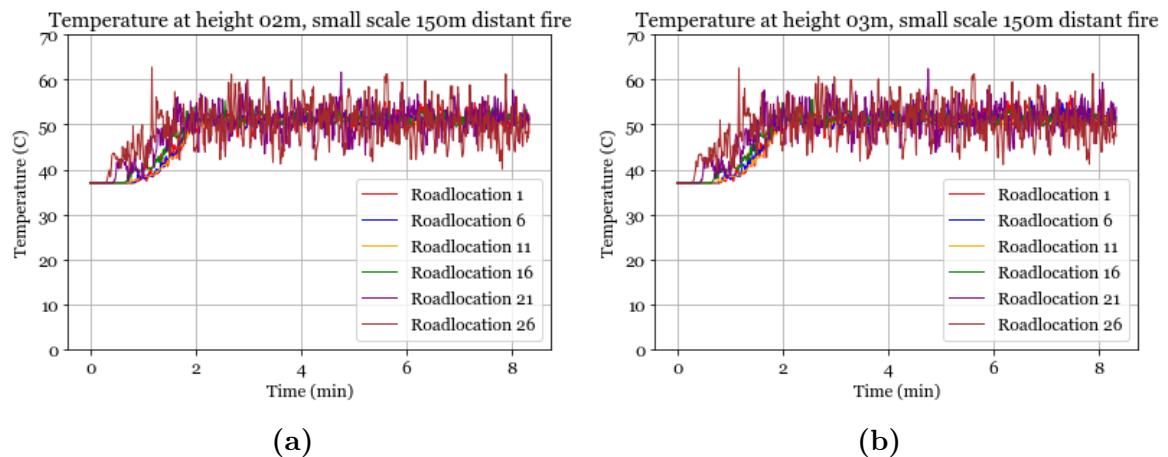 Temperature at height 02m, small scale 150m distant fire
70
60
50
40
30
20
10
0
Temperature (C)
Roadlocation 1
Roadlocation 6
Roadlocation 11
Roadlocation 16
Roadlocation 21
Roadlocation 26
0 2 4 6 8
Time (min)
(a)
Temperature at height 03m, small scale 150m distant fire
70
60
50
40
30
20
10
0
Temperature (C)
Roadlocation 1
Roadlocation 6
Roadlocation 11
Roadlocation 16
Roadlocation 21
Roadlocation 26
0 2 4 6 8
Time (min)
(b)